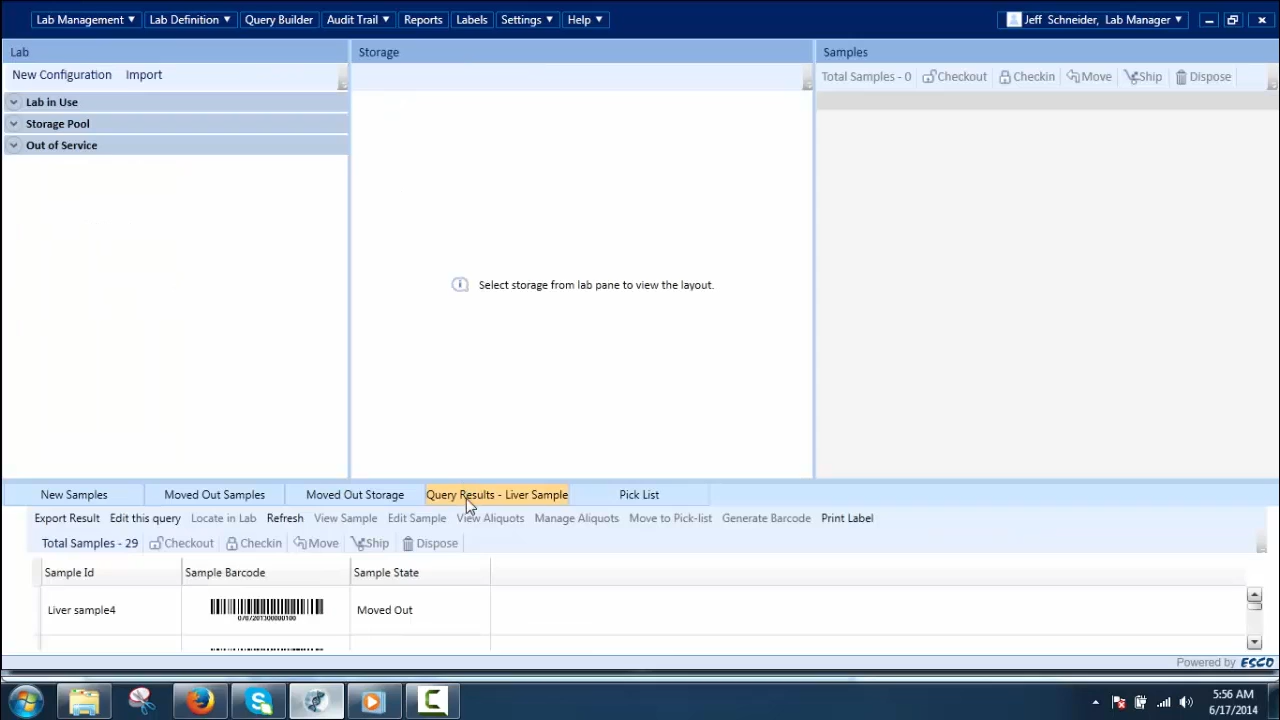 Lab Management Lab Definition Query Builder Audit Trail Reports Labels Settings Help Jeff Schneider, Lab Manager
Lab Storage Samples
New Configuration Import Total Samples - 0 Checkout Checkin Move Ship Dispose
Lab in Use
Storage Pool
Out of Service
Select storage from lab pane to view the layout.
New Samples Moved Out Samples Moved Out Storage Query Results - Liver Sample Pick List
Export Result Edit this query Locate in Lab Refresh View Sample Edit Sample View Aliquots Manage Aliquots Move to Pick-list Generate Barcode Print Label
Total Samples - 29 Checkout Checkin Move Ship Dispose
Sample Id Sample Barcode Sample State
Liver sample4 Moved Out
Powered by ESCO
5:56 AM
6/17/2014